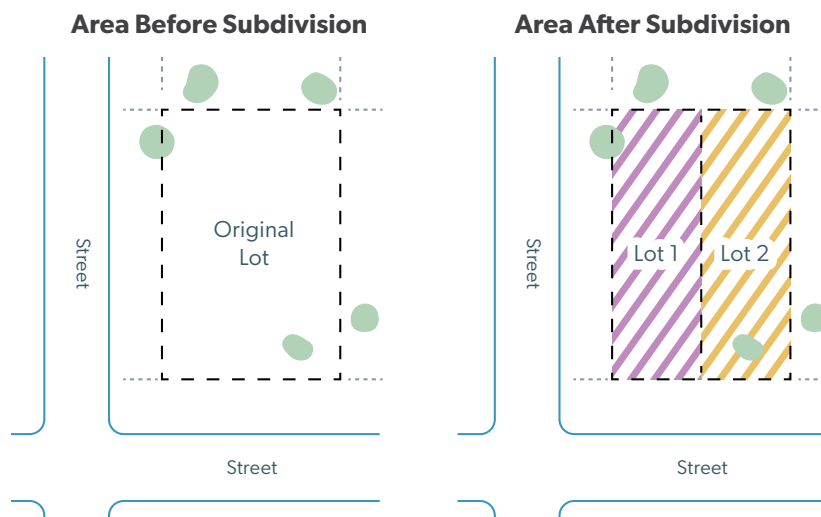 Area Before Subdivision
Original
Lot
Street
Street
Area After Subdivision
Lot 1
Lot 2
Street
Street